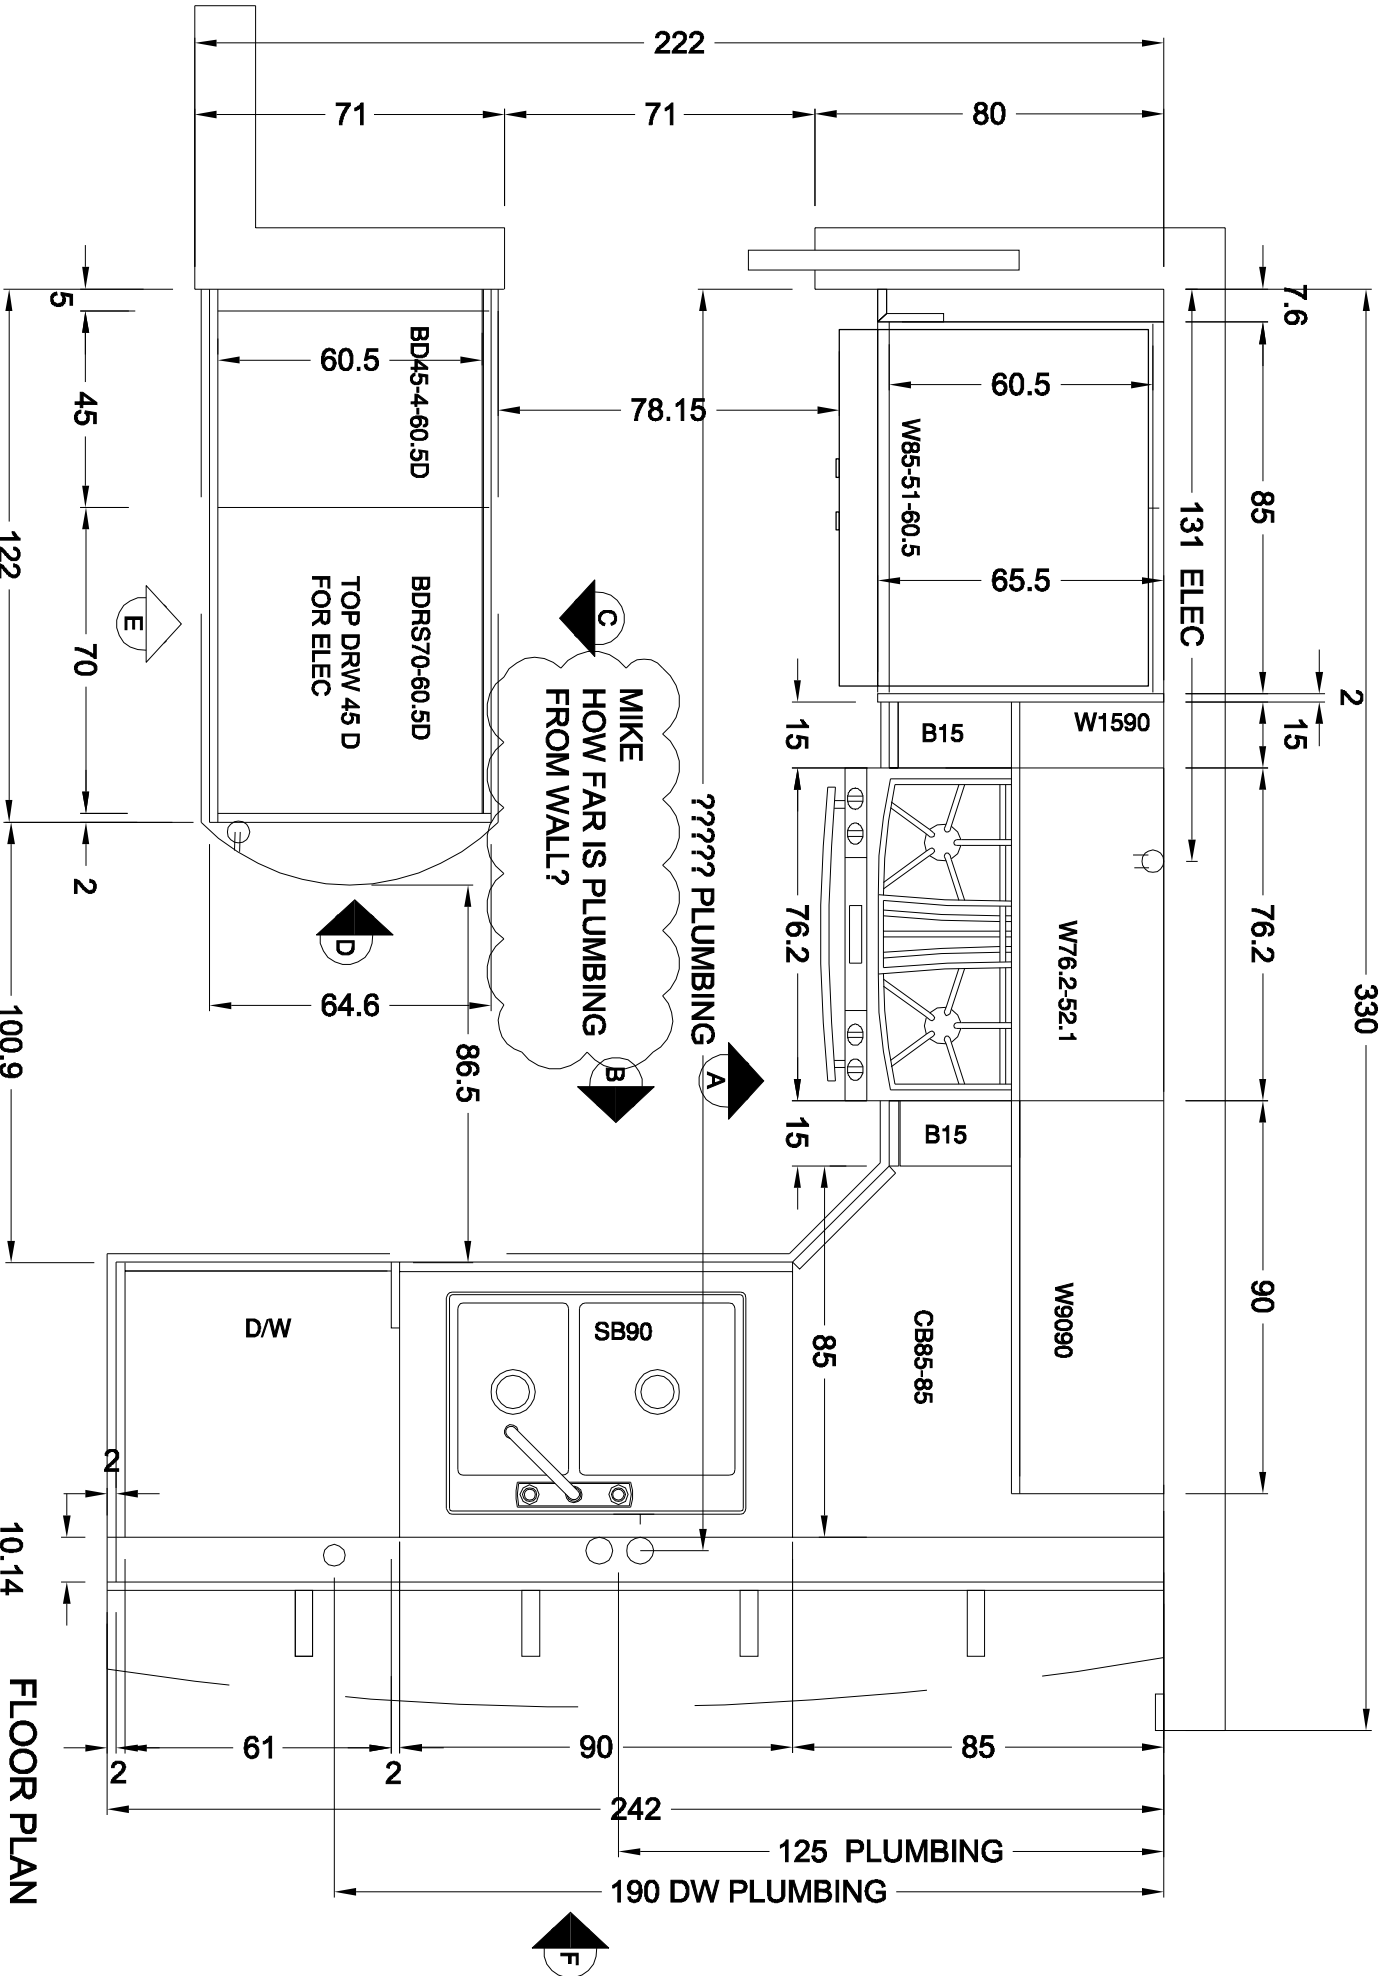 222
71
71
80
7.6
330
5
60.5
BD45-4-60.5D
78.15
60.5
W85-51-60.5
85
131 ELEC
65.5
45
122
70
BDRS70-60.5D
TOP DRW 45 D
FOR ELEC
E
C
MIKE
HOW FAR IS PLUMBING
FROM WALL?
????? PLUMBING
2
15
15
B15
W1590
2
76.2
76.2
W76.2-52.1
D
64.6
100.9
86.5
B
A
15
B15
90
W9090
CB85-85
85
D/W
SB90
2
10.14
2
61
2
90
85
242
125 PLUMBING
190 DW PLUMBING
F
FLOOR PLAN